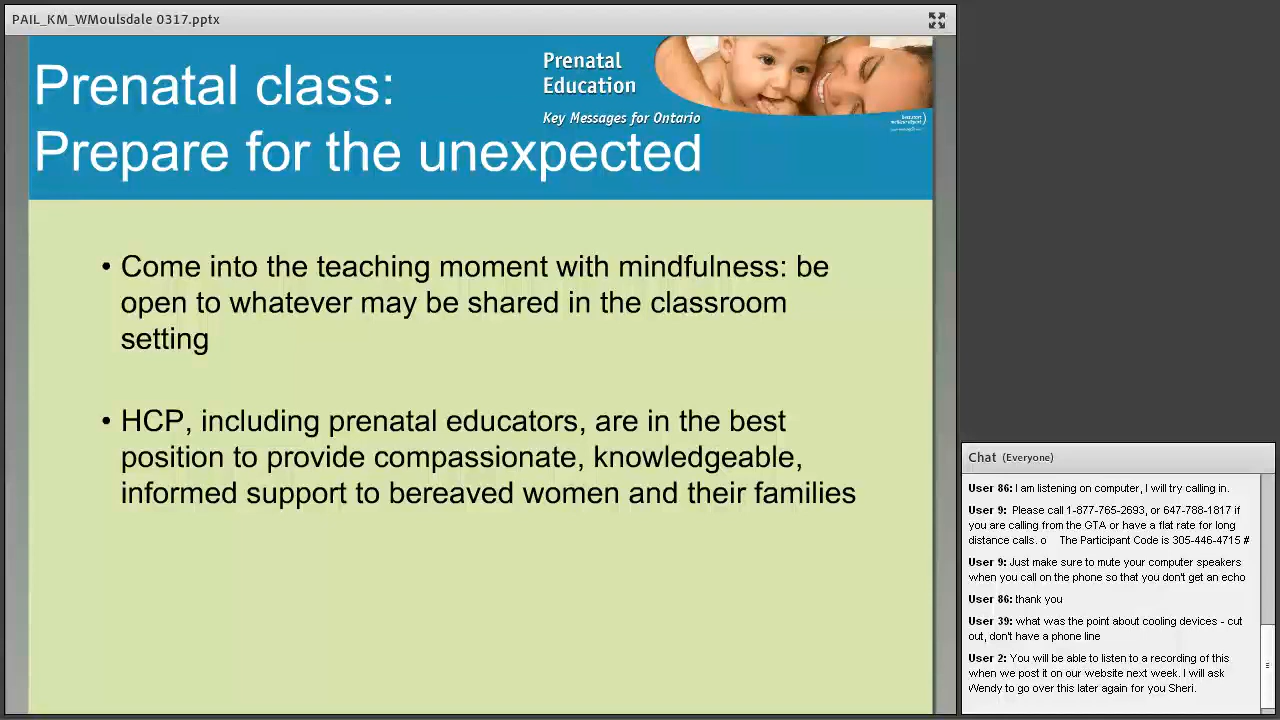 PAIL_KM_WMoulsdale 0317.pptx
Prenatal class:
Prepare for the unexpected
Prenatal
Education
Key Messages for Ontario
• Come into the teaching moment with mindfulness: be
open to whatever may be shared in the classroom
setting
• HCP, including prenatal educators, are in the best
position to provide compassionate, knowledgeable,
informed support to bereaved women and their families
Chat (Everyone)
User 86: I am listening on computer, I will try calling in.
User 9: Please call 1-877-765-2693, or 647-788-1817 if
you are calling from the GTA or have a flat rate for long
distance calls. o The Participant Code is 305-446-4715 #
User 9: Just make sure to mute your computer speakers
when you call on the phone so that you don't get an echo
User 86: thank you
User 39: what was the point about cooling devices - cut
out, don't have a phone line
User 2: You will be able to listen to a recording of this
when we post it on our website next week. I will ask
Wendy to go over this later again for you Sheri.